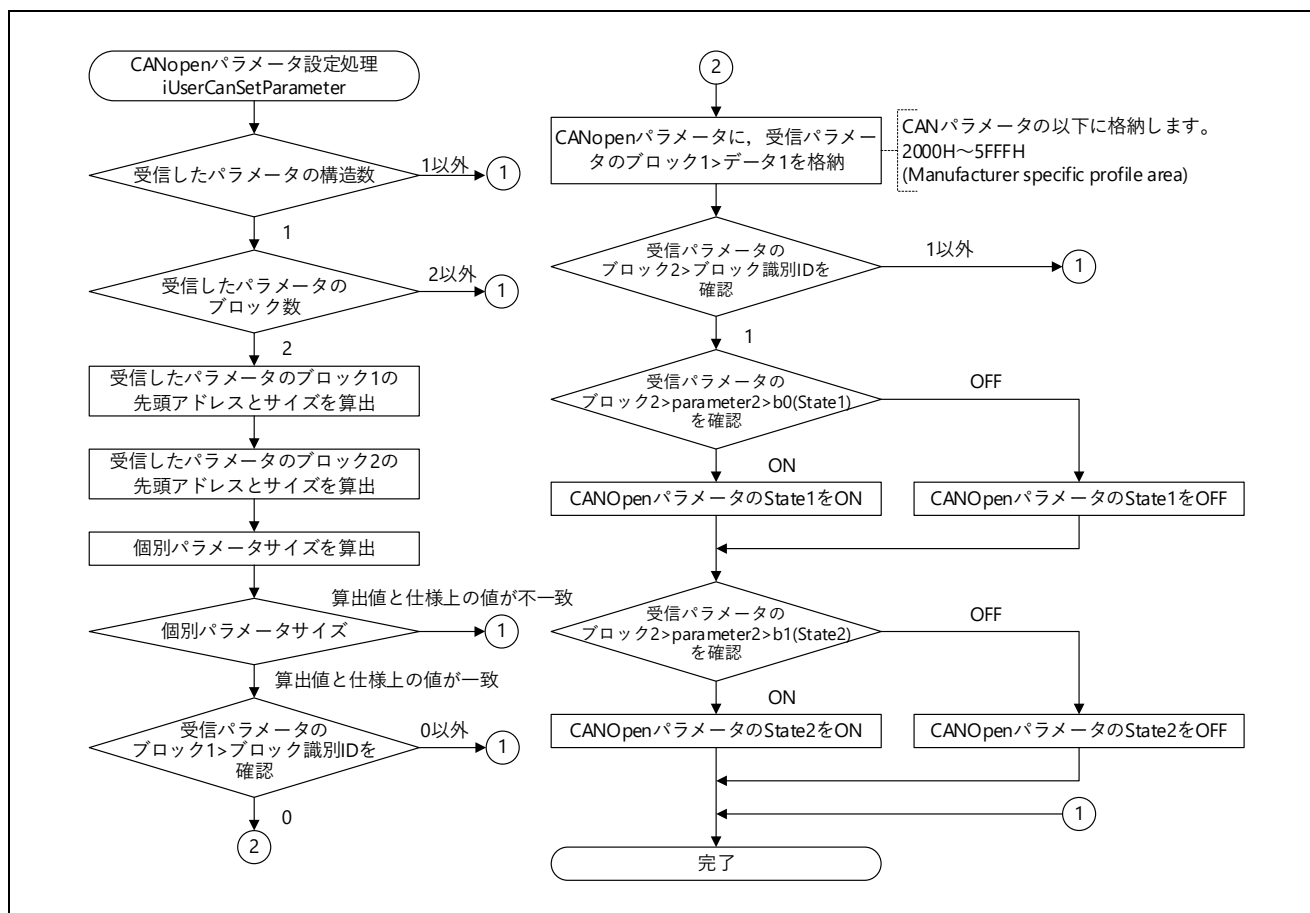 CANopenパラメータ設定処理
iUserCanSetParameter
受信したパラメータの構造数
1以外
1
1
受信したパラメータの
ブロック数
2以外
1
2
受信したパラメータのブロック1の
先頭アドレスとサイズを算出
受信したパラメータのブロック2の
先頭アドレスとサイズを算出
個別パラメータサイズを算出
算出値と仕様上の値が不一致
個別パラメータサイズ
1
算出値と仕様上の値が一致
受信パラメータの
ブロック1>ブロック識別IDを
確認
0以外
1
0
2
2
CANopenパラメータに，受信パラメー
タのブロック1>データ1を格納
CANパラメータの以下に格納します。
2000H～5FFFH
(Manufacturer specific profile area)
受信パラメータの
ブロック2>ブロック識別IDを
確認
1以外
1
1
受信パラメータの
ブロック2>parameter2>b0(State1)
を確認
OFF
ON
CANOpenパラメータのState1をON
CANOpenパラメータのState1をOFF
受信パラメータの
ブロック2>parameter2>b1(State2)
を確認
OFF
ON
CANOpenパラメータのState2をON
CANOpenパラメータのState2をOFF
1
完了